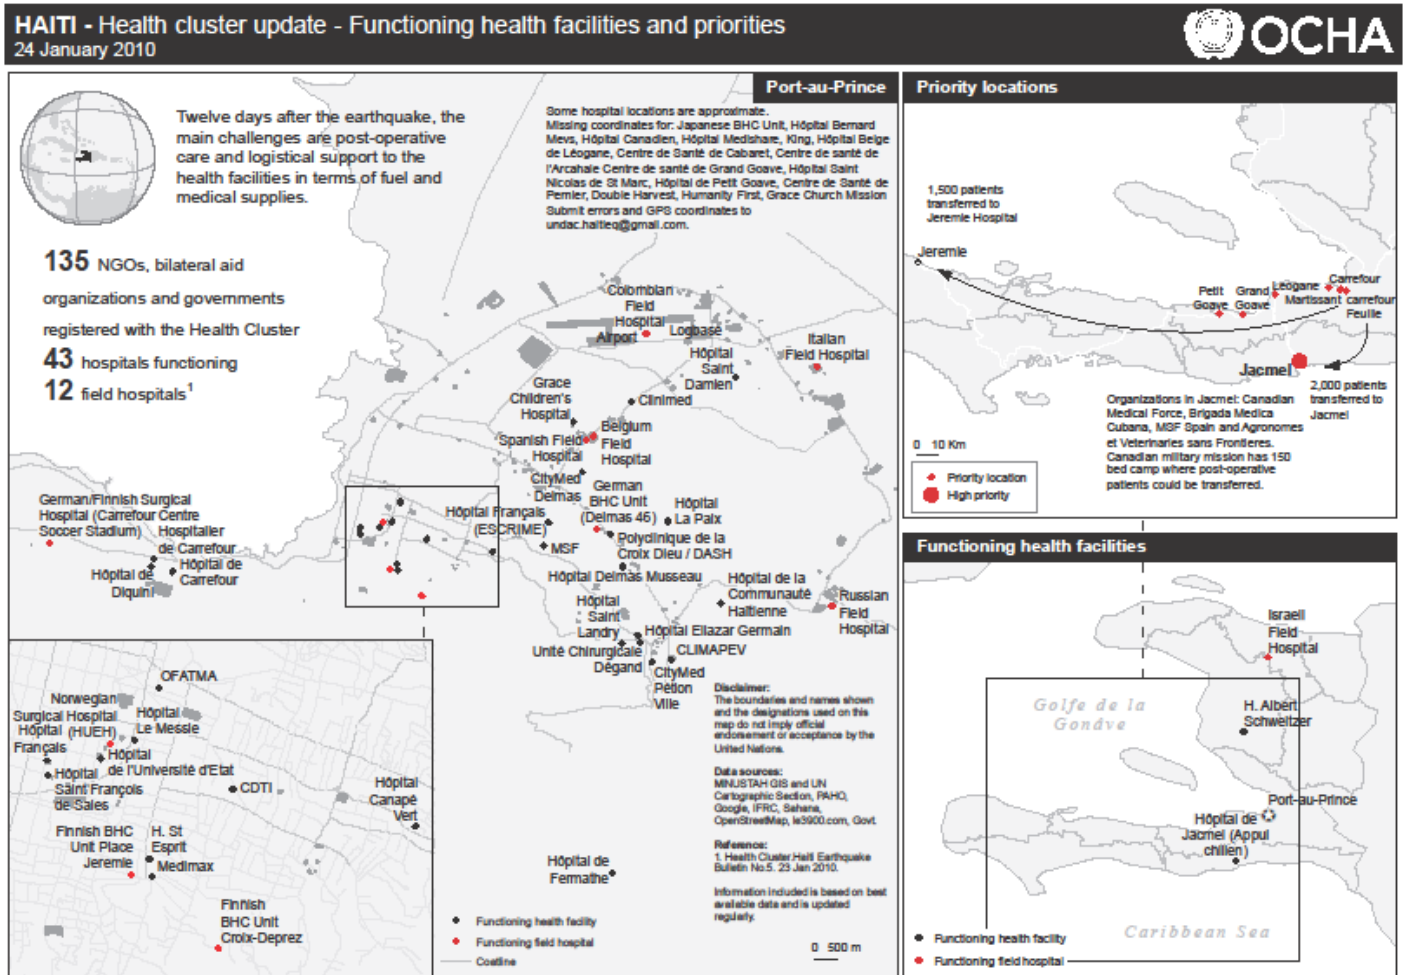 HAITI - Health cluster update - Functioning health facilities and priorities
24 January 2010
OCHA
Port-au-Prince
Twelve days after the earthquake, the
main challenges are post-operative
care and logistical support to the
health facilities in terms of fuel and
medical supplies.
135 NGOs, bilateral aid
organizations and governments
registered with the Health Cluster
43 hospitals functioning
12 field hospitals1
Some hospital locations are approximate.
Missing coordinates for: Japanese BHC Unit, Hôpital Bernard
Mevs, Hôpital Canadien, Hôpital Medishare, King, Hôpital Belge
de Léogane, Centre de Santé de Cabaret, Centre de santé de
l'Arcahaie Centre de santé de Grand Goave, Hôpital Saint
Nicolas de St Marc, Hôpital de Petit Goave, Centre de Santé de
Pernier, Double Harvest, Humanity First, Grace Church Mission
Submit errors and GPS coordinates to
undac.haitieq@gmail.com.
Colombian
Field
Hospital
Airport
Logbase
Italian
Field Hospital
Hôpital
Saint
Damien
Grace
Children's
Hospital
Clinimed
Spanish Field
Hospital
Belgium
Field
Hospital
CityMed
Delmas
German
BHC Unit
(Delmas 46)
Hôpital
La Paix
Hôpital Français
(ESCRIME)
Polyclinique de la
Croix Dieu / DASH
MSF
Hôpital Delmas Musseau
Hôpital de la
Communauté
Haïtienne
Russian
Field
Hospital
Hôpital
Saint
Landry
Hôpital Eliazar Germain
Unité Chirurgicale
Dégand
CLIMAPEV
CityMed
Pétion
Ville
German/Finnish Surgical
Hospital (Carrefour Centre
Soccer Stadium)
Hospitalier
de Carrefour
Hôpital de
Diquini
Hôpital de
Carrefour
OFATMA
Norwegian
Surgical Hospital
(HUEH)
Hôpital
Le Messie
Hôpital
Français
Hôpital
de l'Université d'Etat
Hôpital
Saint François
de Sales
CDTI
Hôpital
Canapé
Vert
Finnish BHC
Unit Place
Jeremie
H. St
Esprit
Medimax
Finnish
BHC Unit
Croix-Deprez
Hôpital de
Fermathe
Disclaimer:
The boundaries and names shown
and the designations used on this
map do not imply official
endorsement or acceptance by the
United Nations.
Data sources:
MINUSTAH GIS and UN
Cartographic Section, PAHO,
Google, IFRC, Sahana,
OpenStreetMap, le3900.com, Govt.
Reference:
1. Health Cluster.Haiti Earthquake
Bulletin No.5. 23 Jan 2010.
Information included is based on best
available data and is updated
regularly.
Functioning health facility
Functioning field hospital
Coatline
0 500 m
Priority locations
1,500 patients
transferred to
Jeremie Hospital
Jeremie
Petit
Goave
Grand
Goave
Leogane
Carrefour
Martissant
carrefour
Feuille
Jacmel
2,000 patients
transferred to
Jacmel
Organizations in Jacmel: Canadian
Medical Force, Brigada Medica
Cubana, MSF Spain and Agronomes
et Veterinaries sans Frontieres.
Canadian military mission has 150
bed camp where post-operative
patients could be transferred.
0 10 Km
Priority location
High priority
Functioning health facilities
Israeli
Field
Hospital
Golfe de la
Gonâve
H. Albert
Schweitzer
Port-au-Prince
Hôpital de
Jacmel (Appui
chilien)
Caribbean Sea
Functioning health facility
Functioning field hospital